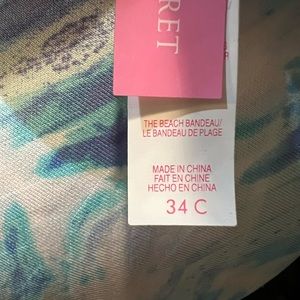 RET
THE BEACH BANDEAU/
LE BANDEAU DE PLAGE
MADE IN CHINA
FAIT EN CHINE
HECHO EN CHINA
34 C